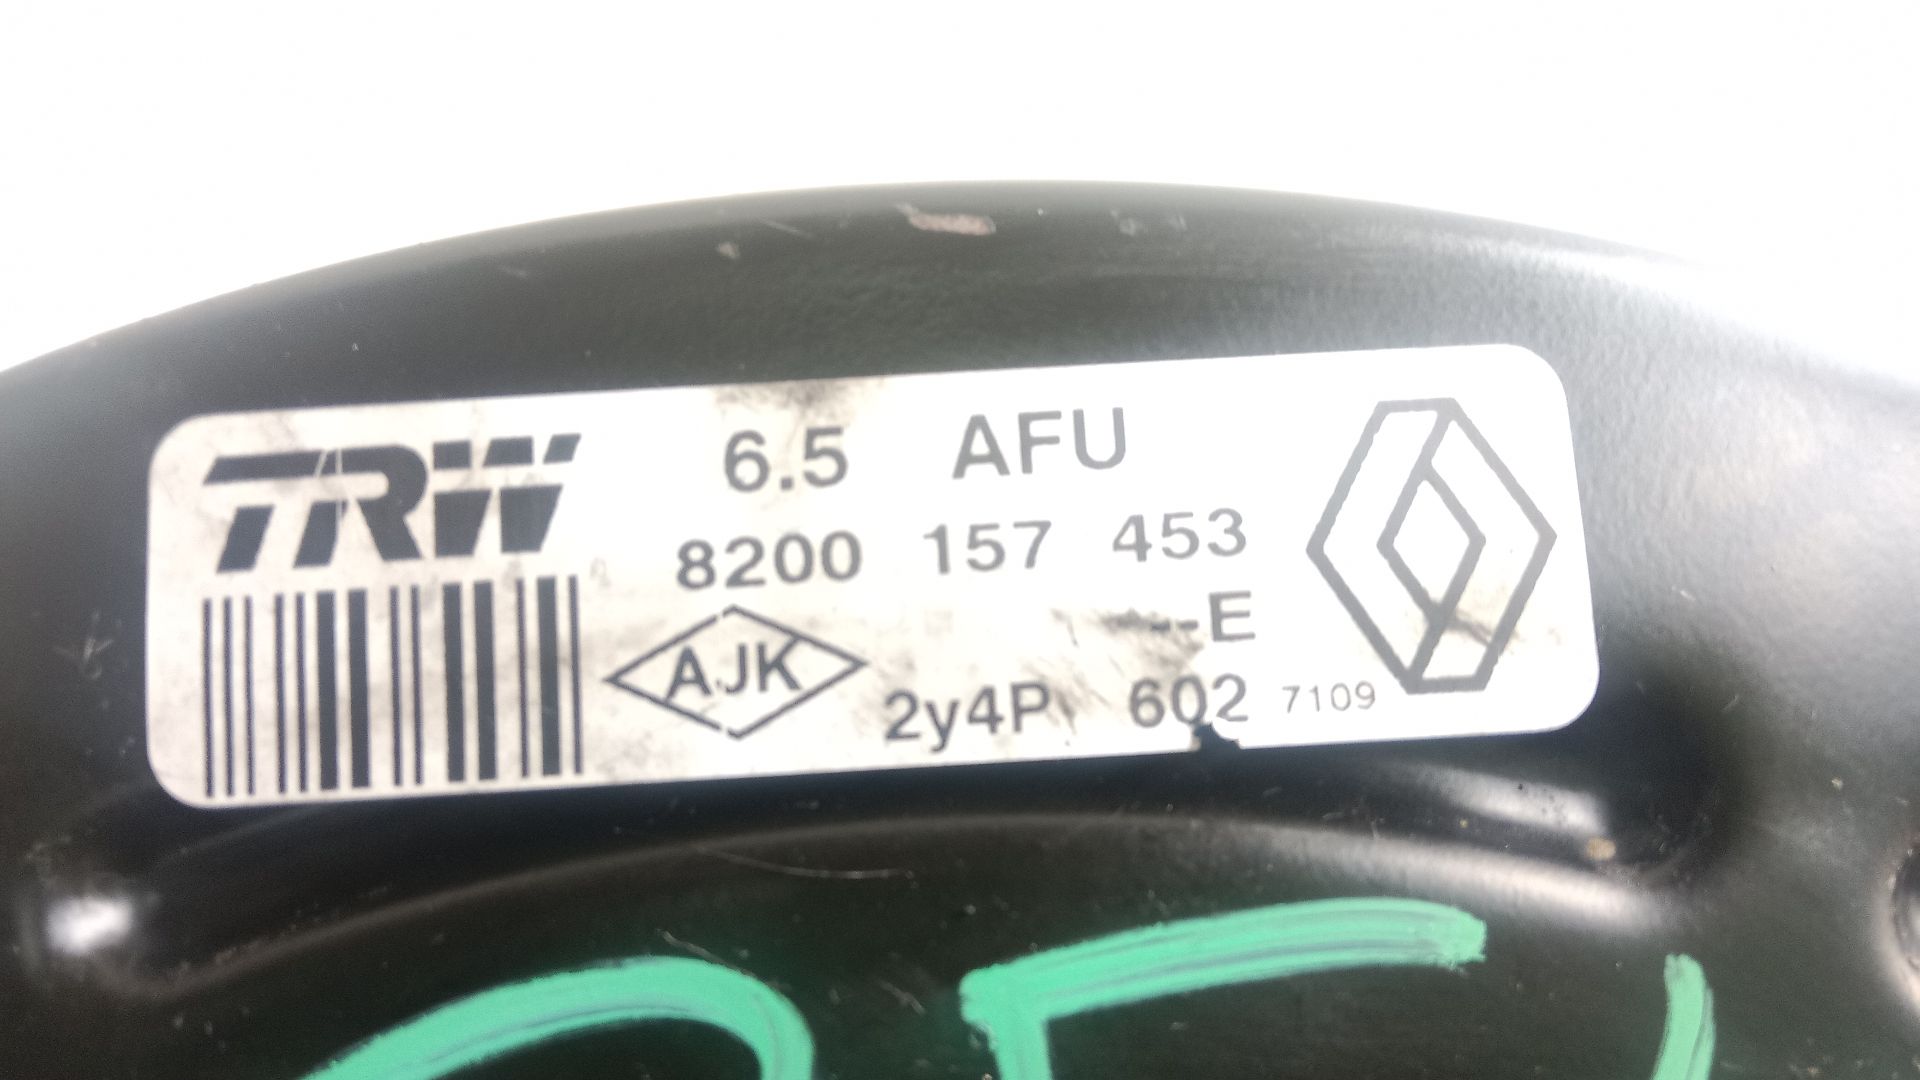 TRW 6.5 AFU
8200 157 453
--E
AJK 2y4P 602 7109